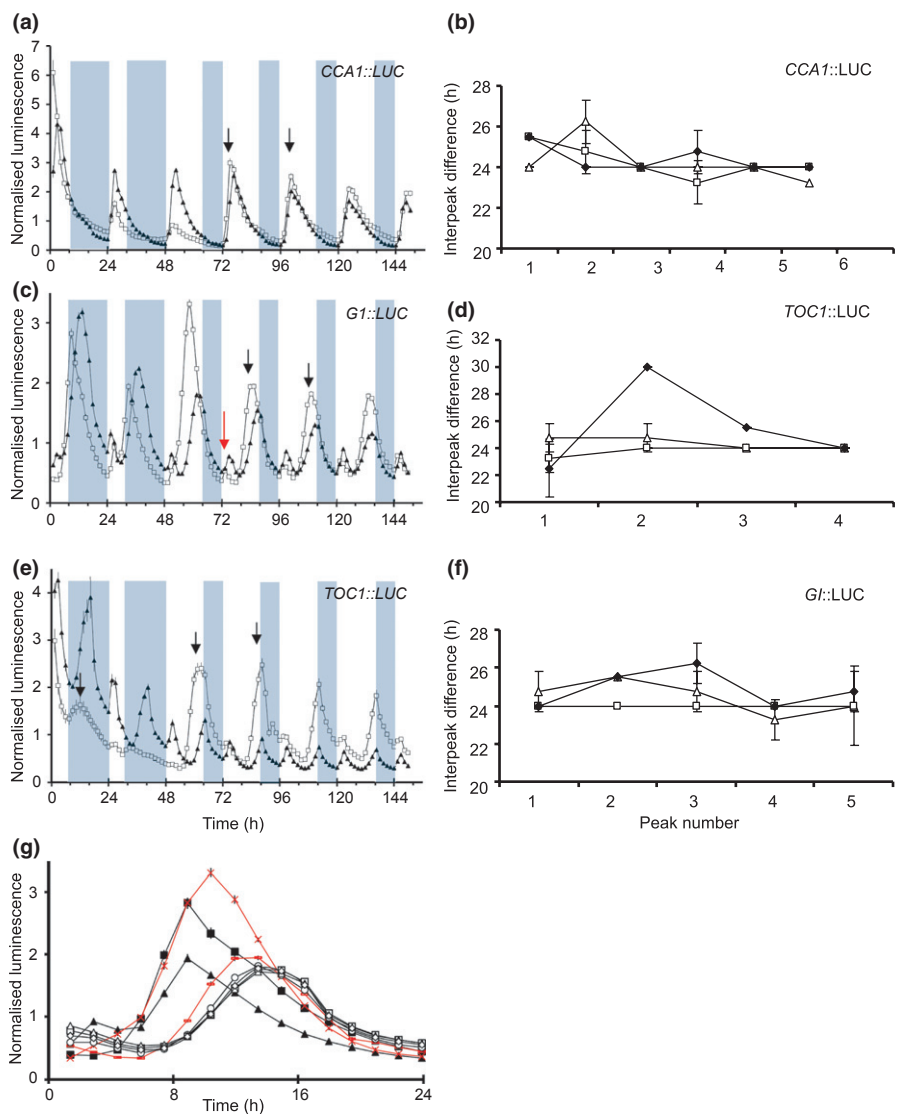 (a)
CCA1::LUC
Normalised luminescence
7
6
5
4
3
2
1
0
0 24 48 72 96 120 144
(b)
CCA1::LUC
Interpeak difference (h)
28
26
24
22
20
1 2 3 4 5 6
(c)
G1::LUC
Normalised luminescence
3
2
1
0
0 24 48 72 96 120 144
(d)
TOC1::LUC
Interpeak difference (h)
32
30
28
26
24
22
20
1 2 3 4
(e)
TOC1::LUC
Normalised luminescence
4
3
2
1
0
0 24 48 72 96 120 144
Time (h)
(f)
GI::LUC
Interpeak difference (h)
28
26
24
22
20
1 2 3 4 5
Peak number
(g)
Normalised luminescence
3
2
1
0
0 8 16 24
Time (h)